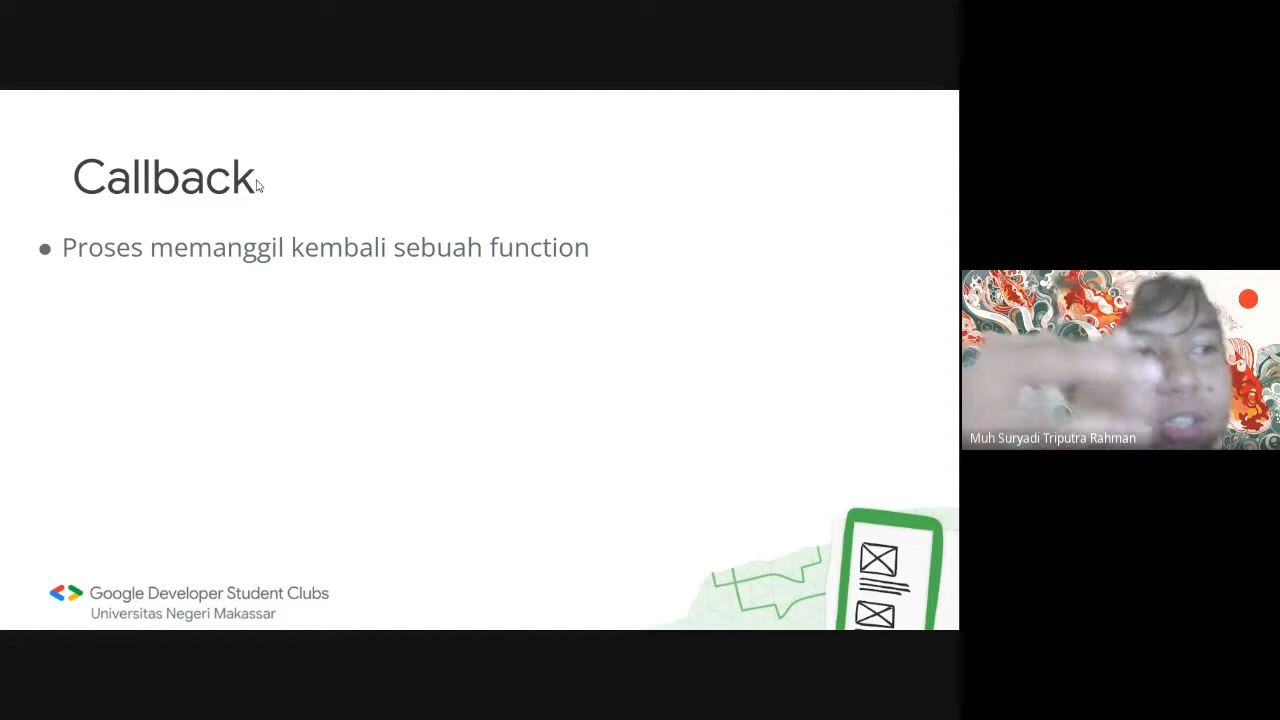 Callback
● Proses memanggil kembali sebuah function
Google Developer Student Clubs
Universitas Negeri Makassar
Muh Suryadi Triputra Rahman